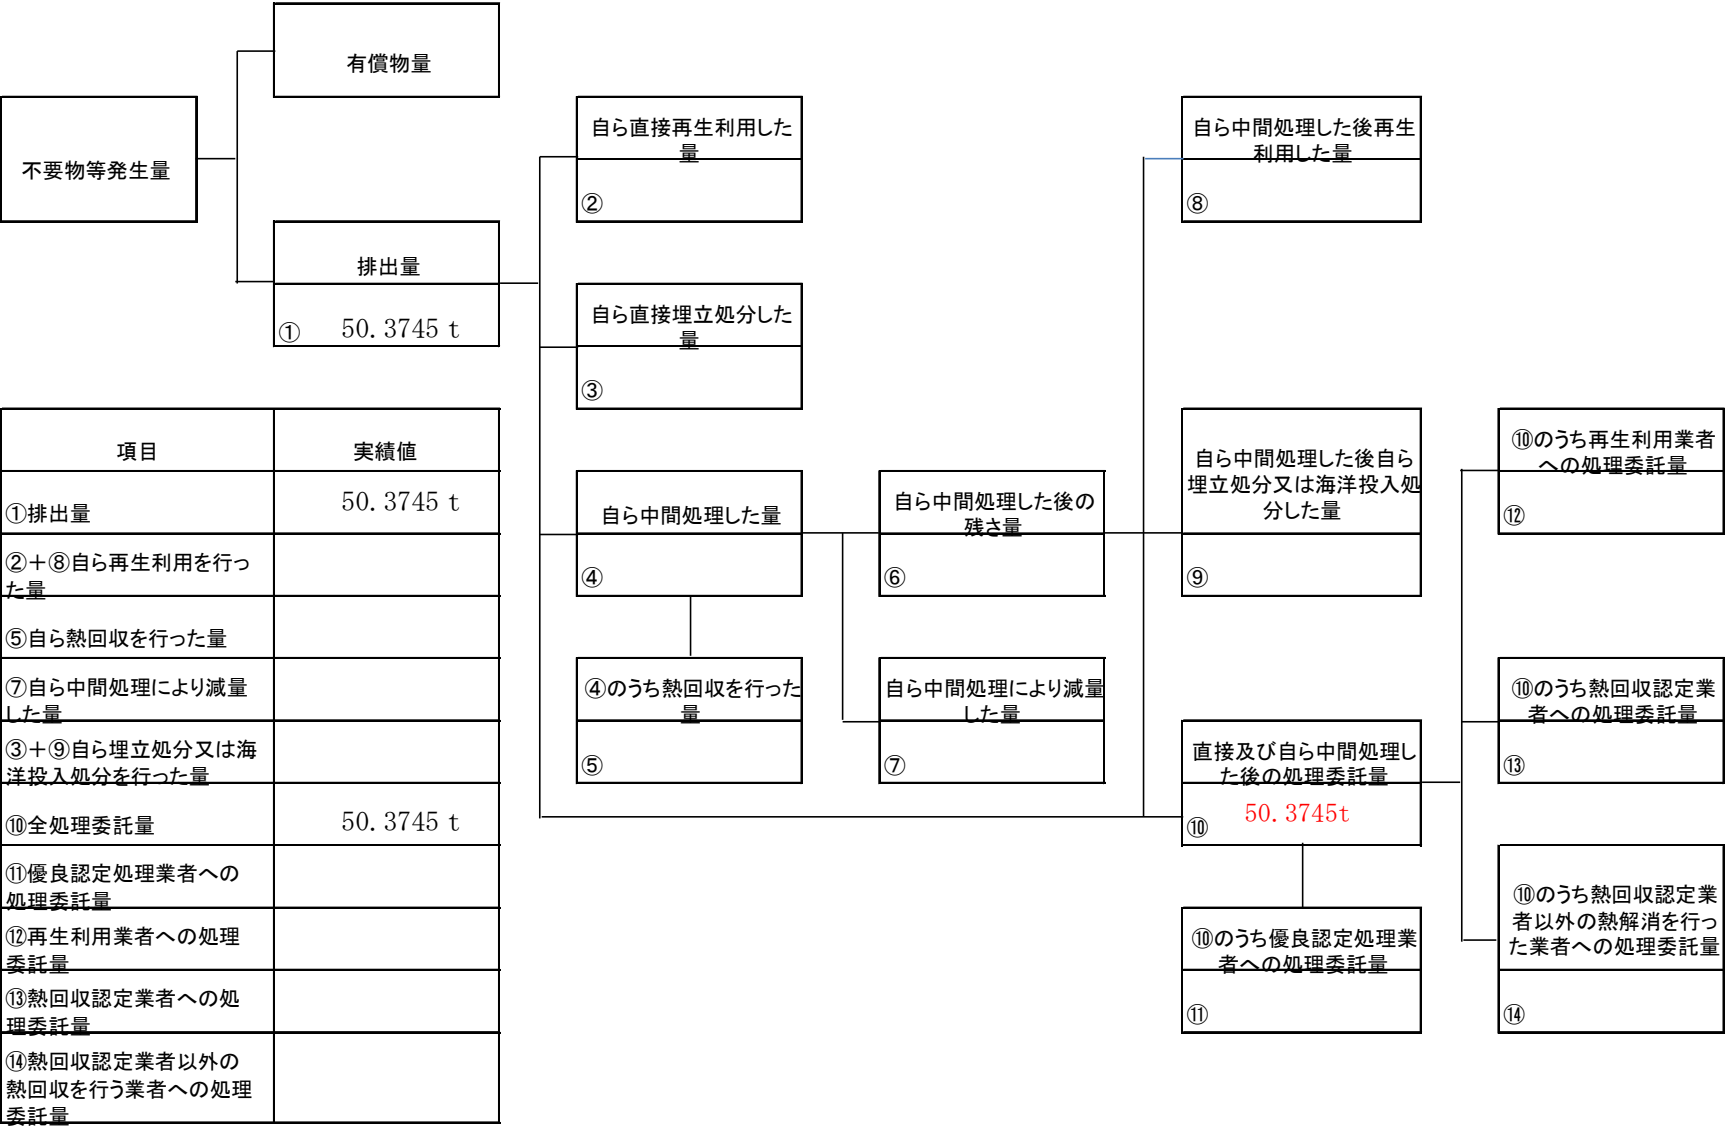 有償物量
不要物等発生量
排出量
① 50.3745 t
自ら直接再生利用した
量
②
自ら直接埋立処分した
量
③
自ら中間処理した量
④
④のうち熱回収を行った
量
⑤
自ら中間処理した後の
残さ量
⑥
自ら中間処理により減量
した量
⑦
自ら中間処理した後再生
利用した量
⑧
自ら中間処理した後自ら
埋立処分又は海洋投入処
分した量
⑨
直接及び自ら中間処理し
た後の処理委託量
⑩ 50.3745t
⑩のうち優良認定処理業
者への処理委託量
⑪
⑩のうち再生利用業者
への処理委託量
⑫
⑩のうち熱回収認定業
者への処理委託量
⑬
⑩のうち熱回収認定業
者以外の熱解消を行っ
た業者への処理委託量
⑭
項目 実績値
①排出量 50.3745 t
②＋⑧自ら再生利用を行っ
た量
⑤自ら熱回収を行った量
⑦自ら中間処理により減量
した量
③＋⑨自ら埋立処分又は海
洋投入処分を行った量
⑩全処理委託量 50.3745 t
⑪優良認定処理業者への
処理委託量
⑫再生利用業者への処理
委託量
⑬熱回収認定業者への処
理委託量
⑭熱回収認定業者以外の
熱回収を行う業者への処理
委託量